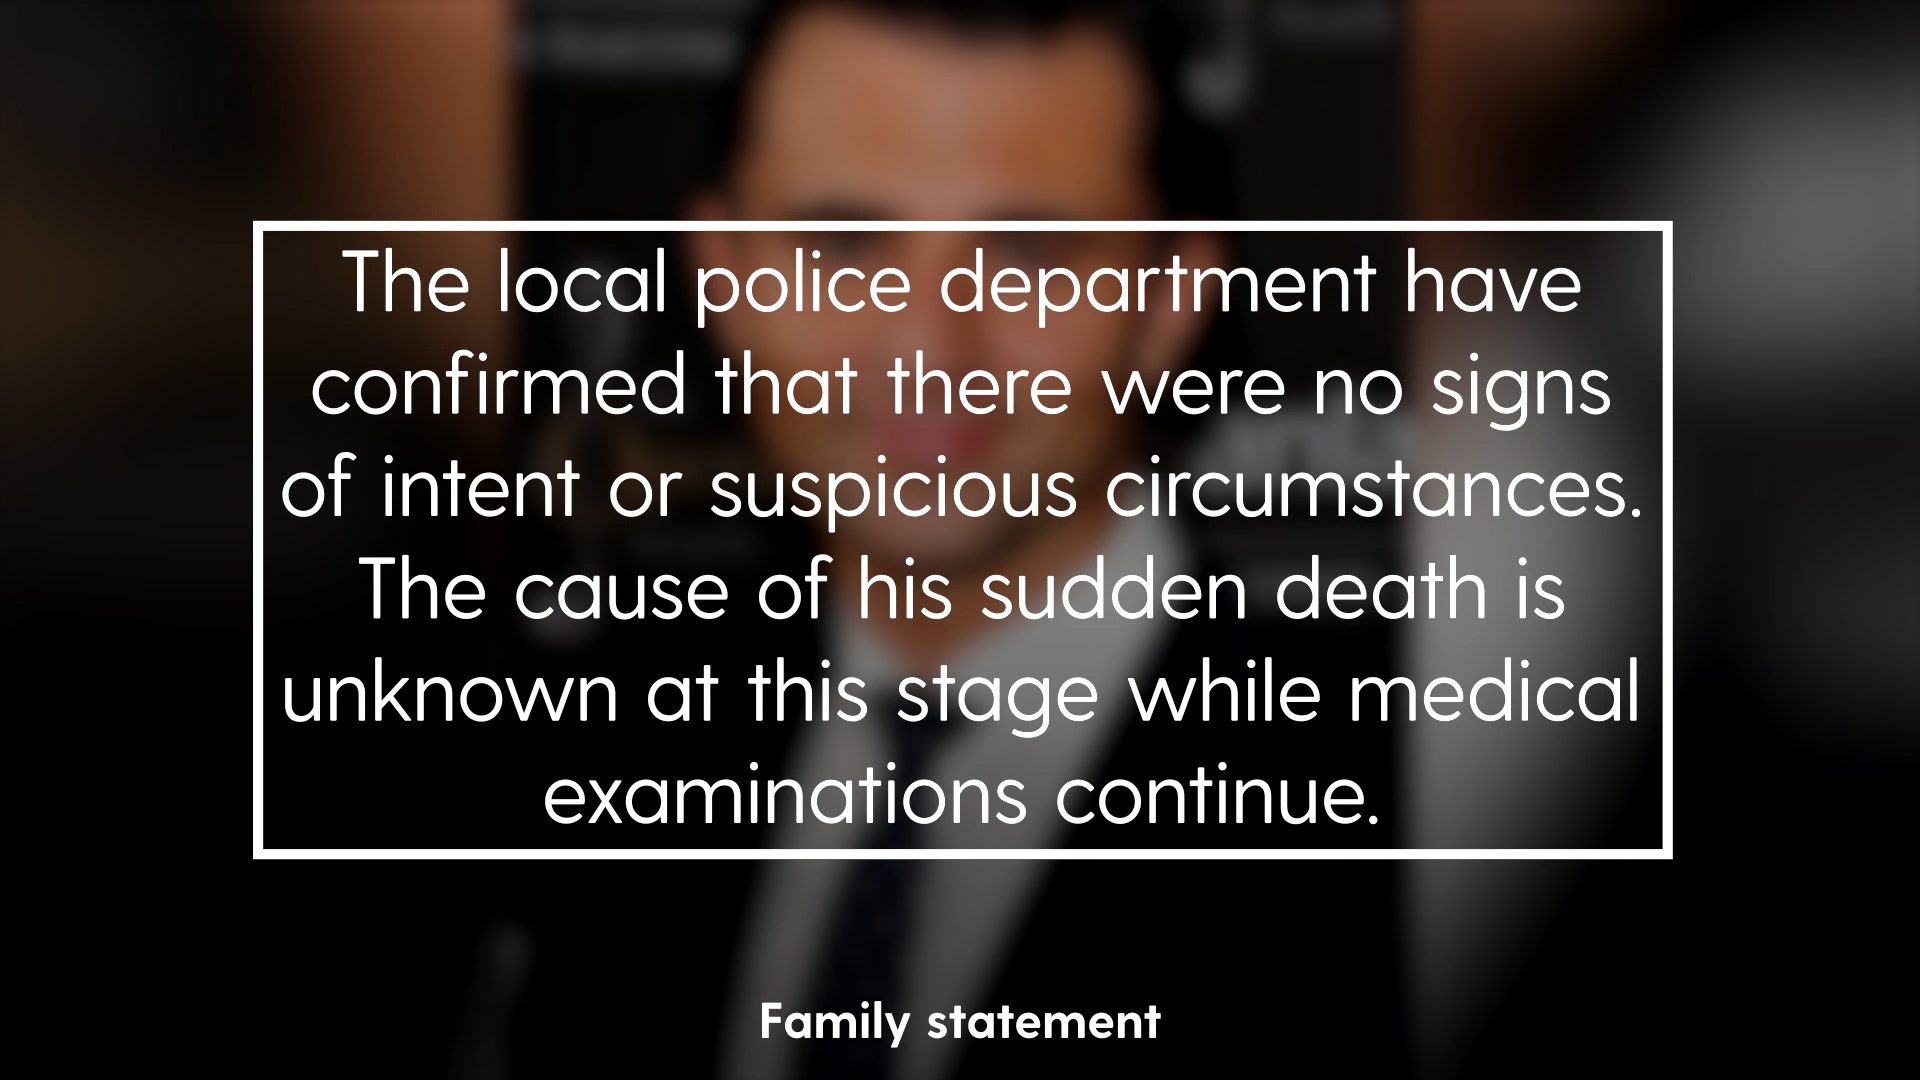 The local police department have
confirmed that there were no signs
of intent or suspicious circumstances.
The cause of his sudden death is
unknown at this stage while medical
examinations continue.
Family statement